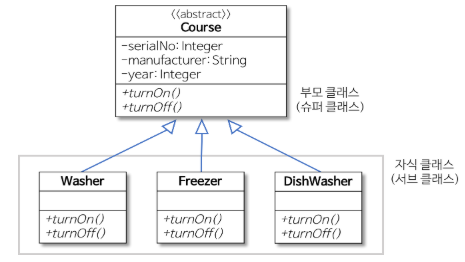 《abstract》
Course
-serialNo: Integer
-manufacturer: String
-year: Integer
+turnOn()
+turnOff()
부모 클래스
(슈퍼 클래스)
자식 클래스
(서브 클래스)
Washer
+turnOn()
+turnOff()
Freezer
+turnOn()
+turnOff()
DishWasher
+turnOn()
+turnOff()